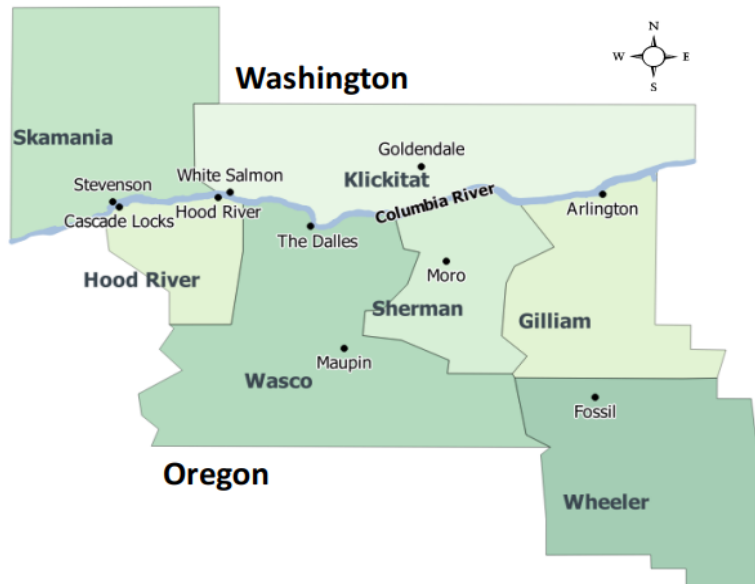 N
W E
S
Washington
Skamania
Goldendale
Klickitat
White Salmon
Stevenson
Columbia River
Arlington
Hood River
Cascade Locks
The Dalles
Moro
Hood River
Sherman
Gilliam
Maupin
Wasco
Fossil
Oregon
Wheeler